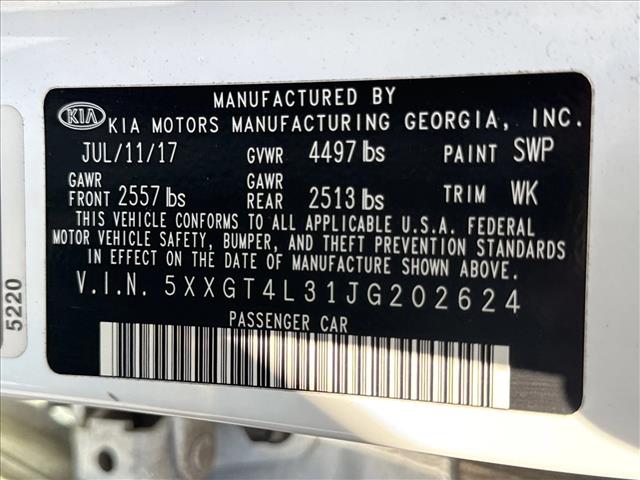 MANUFACTURED BY
KIA KIA MOTORS MANUFACTURING GEORGIA, INC.
JUL/11/17 GVWR 4497 lbs PAINT SWP
GAWR FRONT 2557 lbs GAWR REAR 2513 lbs TRIM WK
THIS VEHICLE CONFORMS TO ALL APPLICABLE U.S.A. FEDERAL
MOTOR VEHICLE SAFETY, BUMPER, AND THEFT PREVENTION STANDARDS
IN EFFECT ON THE DATE OF MANUFACTURE SHOWN ABOVE.
V.I.N. 5XXGT4L31JG202624
PASSENGER CAR
5220